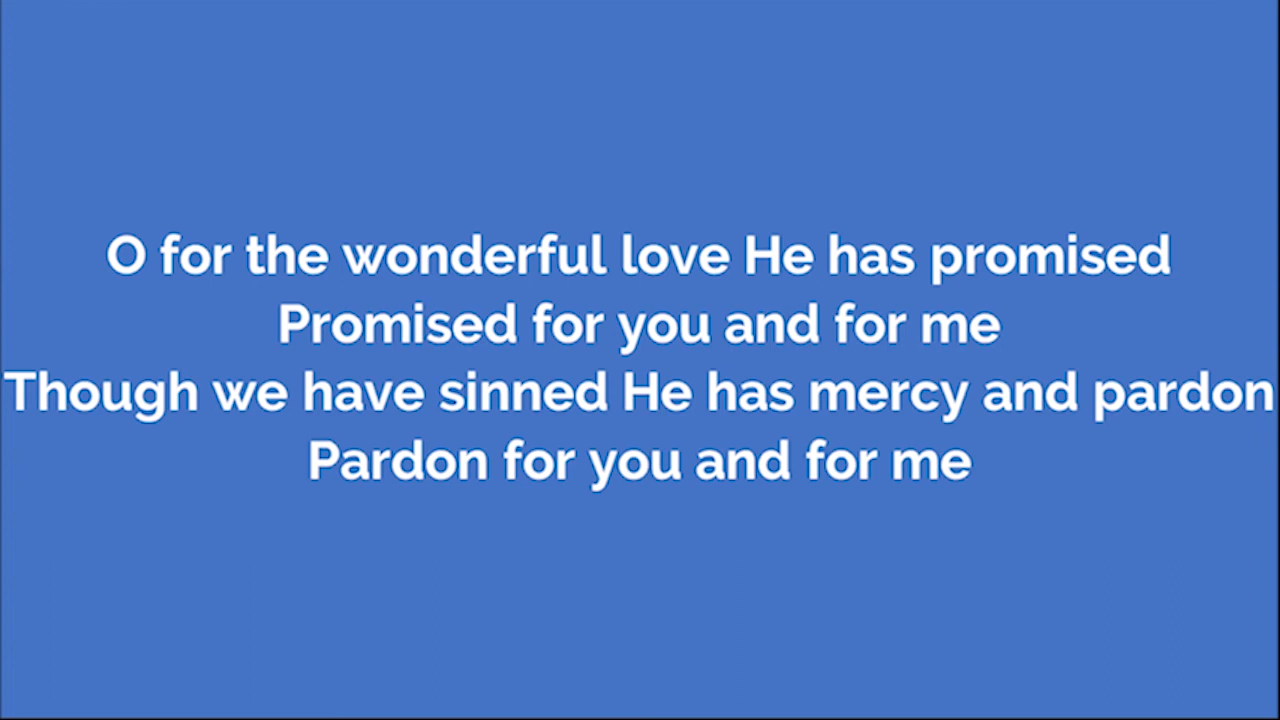 O for the wonderful love He has promised
Promised for you and for me
Though we have sinned He has mercy and pardon
Pardon for you and for me